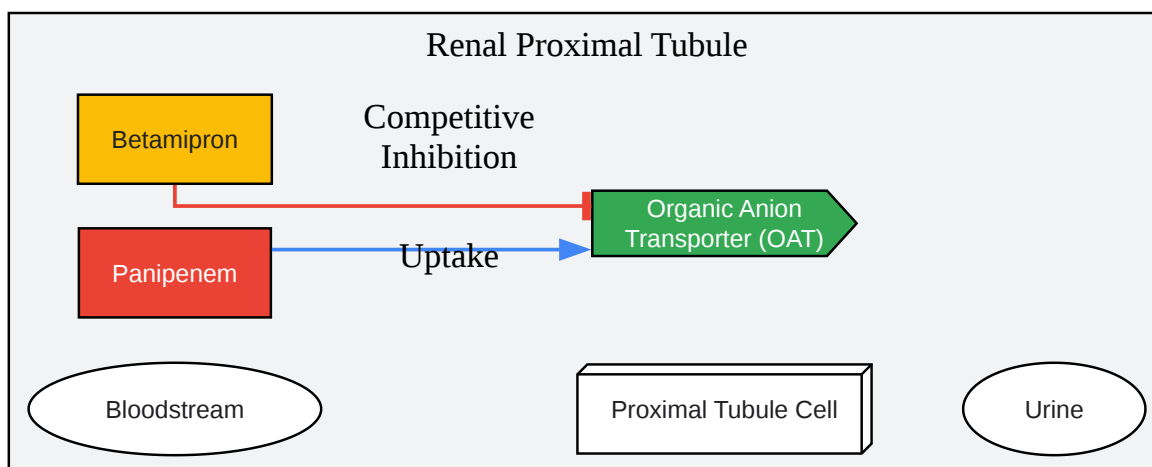 Renal Proximal Tubule
Betamipron
Competitive
Inhibition
Organic Anion
Transporter (OAT)
Uptake
Panipenem
Bloodstream
Proximal Tubule Cell
Urine